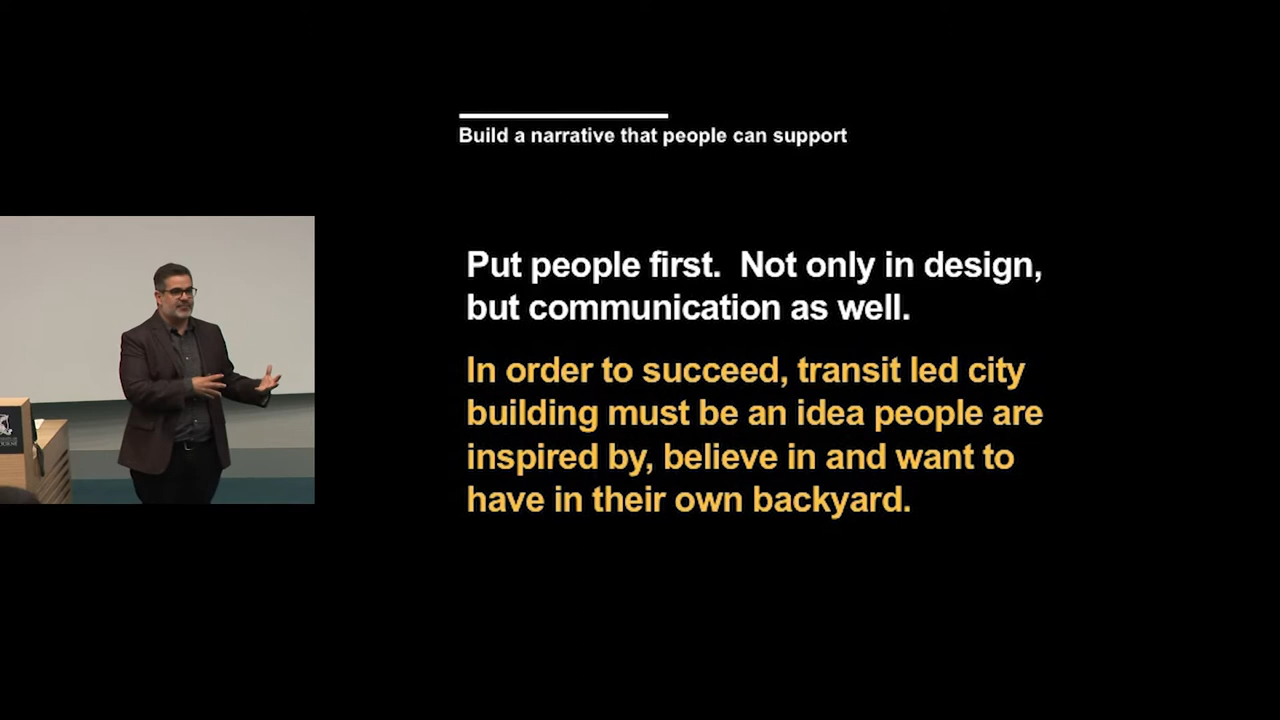 Build a narrative that people can support
Put people first. Not only in design,
but communication as well.
In order to succeed, transit led city
building must be an idea people are
inspired by, believe in and want to
have in their own backyard.